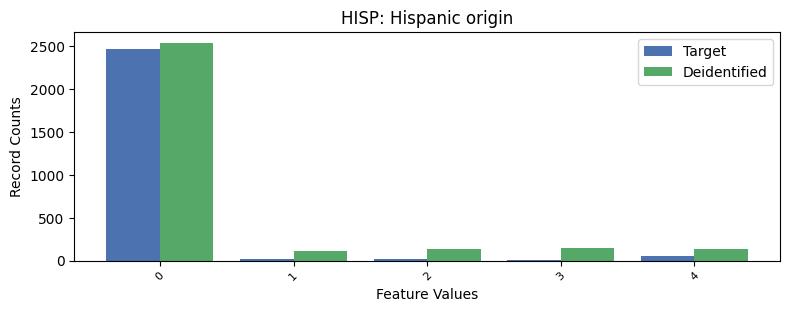 HISP: Hispanic origin
Target
Deidentified
Record Counts
2500
2000
1500
1000
500
0
0 1 2 3 4
Feature Values